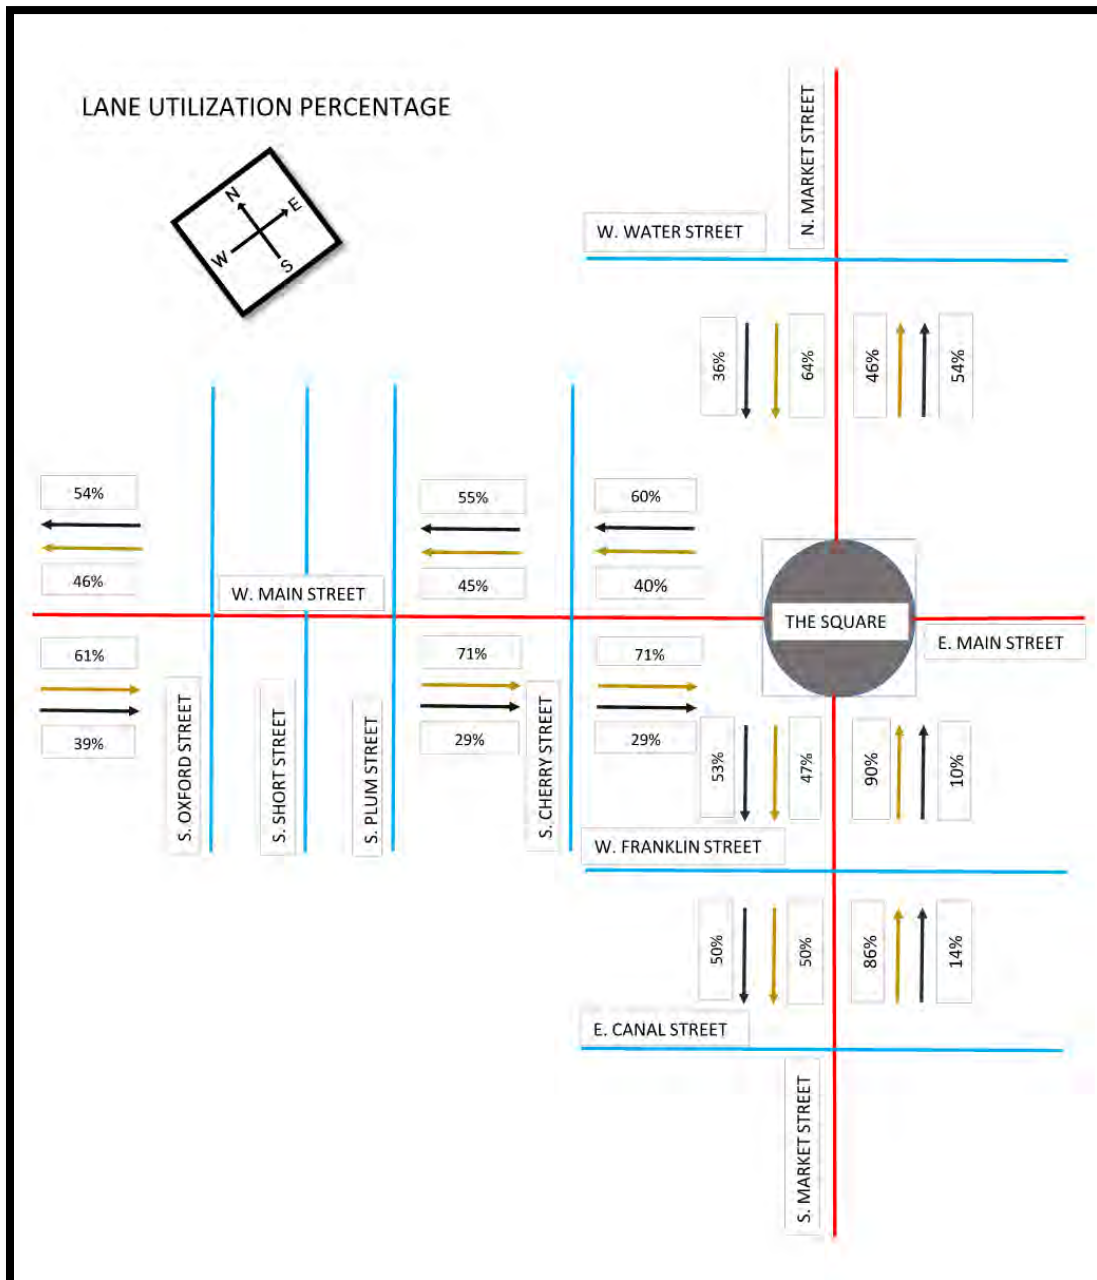 LANE UTILIZATION PERCENTAGE
N
E
W
S
N. MARKET STREET
W. WATER STREET
36%
64%
46%
54%
54%
55%
60%
46%
W. MAIN STREET
45%
40%
THE SQUARE
E. MAIN STREET
61%
71%
71%
39%
29%
29%
S. OXFORD STREET
S. SHORT STREET
S. PLUM STREET
S. CHERRY STREET
53%
47%
90%
10%
W. FRANKLIN STREET
50%
50%
86%
14%
E. CANAL STREET
S. MARKET STREET